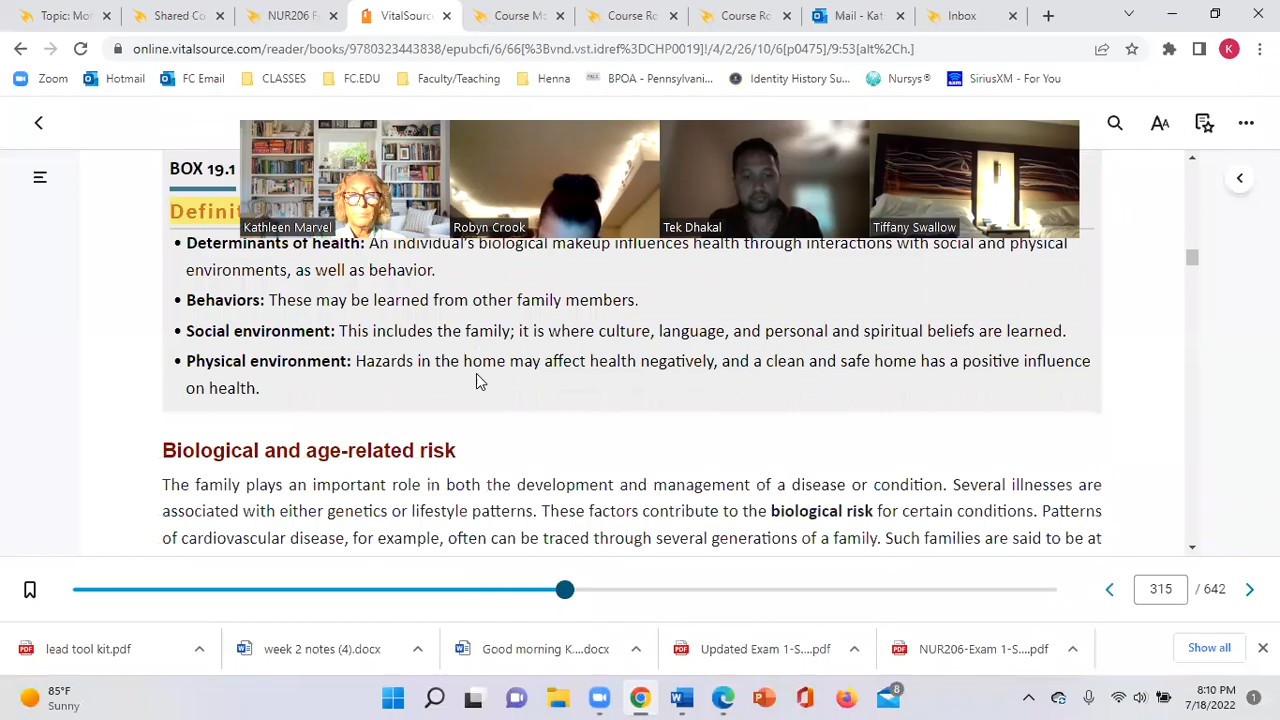 Topic: Mor
Shared Co
NUR206 F
VitalSource
Course Ma
Course Ro
Course Ro
Mail - Kat
Inbox
online.vitalsource.com/reader/books/9780323443838/epubcfi/6/66[%3Bvnd.vst.idref%3DCHP0019]!/4/2/26/10/6[p0475]/9:53[alt%2Ch.]
K
Zoom
Hotmail
FC Email
CLASSES
FC.EDU
Faculty/Teaching
Henna
BPOA - Pennsylvani...
Identity History Su...
Nursys®
SiriusXM - For You
BOX 19.1
Definit
Kathleen Marvel
Robyn Crook
Tek Dhakal
Tiffany Swallow
• Determinants of health: An individual's biological makeup influences health through interactions with social and physical
environments, as well as behavior.
• Behaviors: These may be learned from other family members.
• Social environment: This includes the family; it is where culture, language, and personal and spiritual beliefs are learned.
• Physical environment: Hazards in the home may affect health negatively, and a clean and safe home has a positive influence
on health.
Biological and age-related risk
The family plays an important role in both the development and management of a disease or condition. Several illnesses are
associated with either genetics or lifestyle patterns. These factors contribute to the biological risk for certain conditions. Patterns
of cardiovascular disease, for example, often can be traced through several generations of a family. Such families are said to be at
315 / 642
lead tool kit.pdf
week 2 notes (4).docx
Good morning K....docx
Updated Exam 1-S....pdf
NUR206-Exam 1-S....pdf
Show all
85°F
Sunny
8
8:10 PM
7/18/2022
1